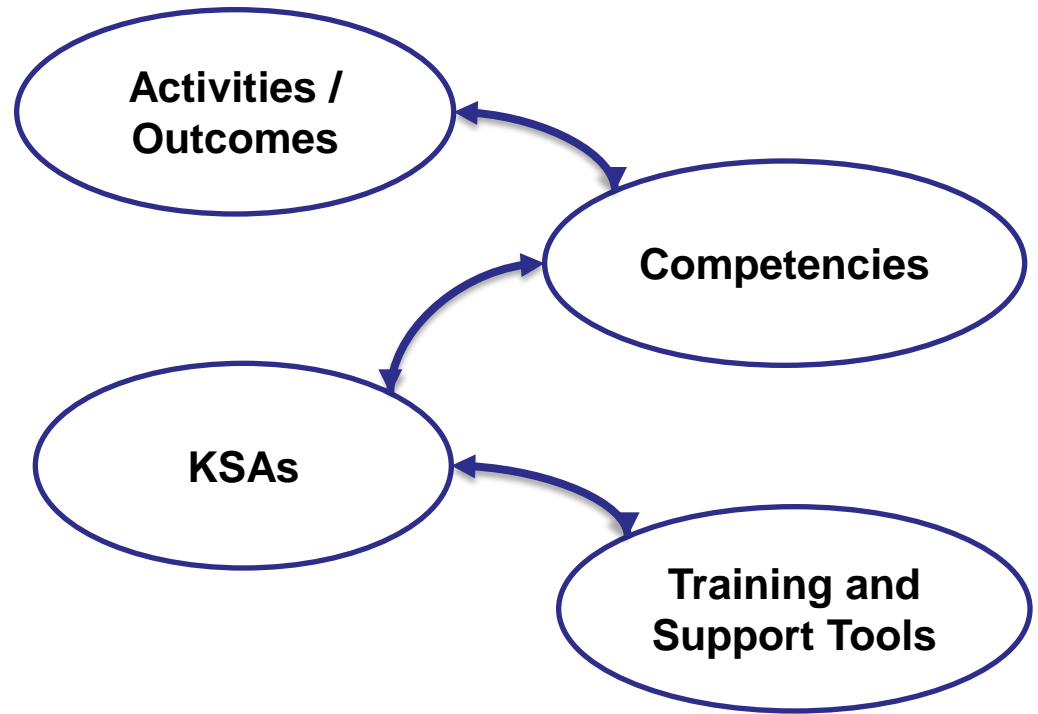 Activities /
Outcomes
Competencies
KSAs
Training and
Support Tools